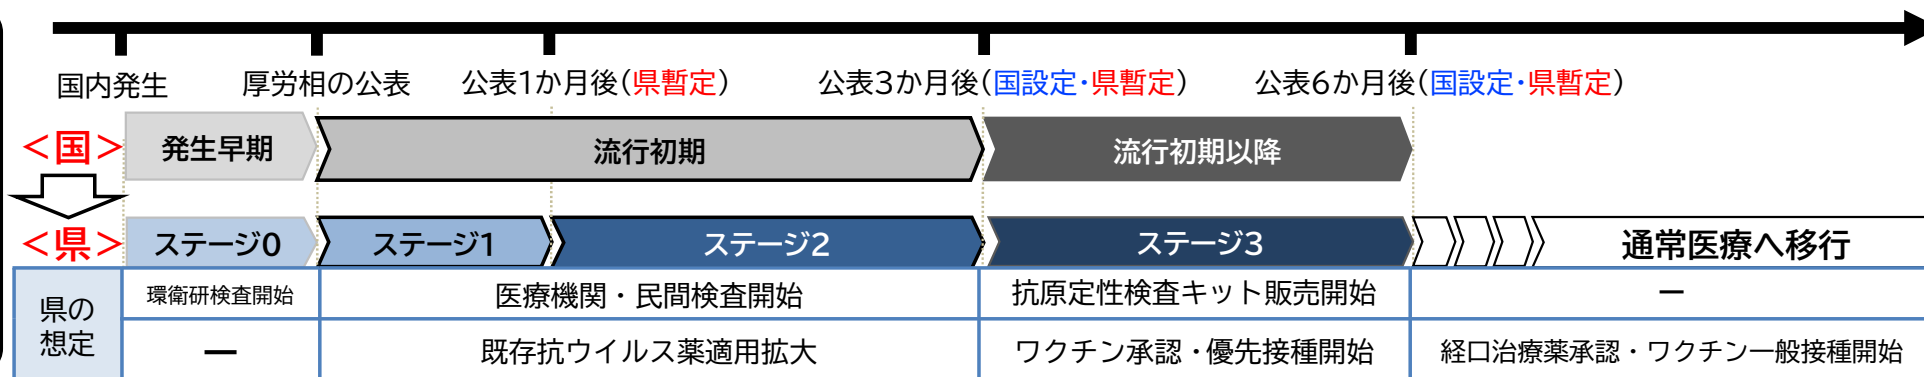 国内発生
厚労相の公表
公表1か月後(県暫定)
公表3か月後(国設定・県暫定)
公表6か月後(国設定・県暫定)
<国>
発生早期
流行初期
流行初期以降
<県>
ステージ0
ステージ1
ステージ2
ステージ3
通常医療へ移行
県の
想定
環衛研検査開始
医療機関・民間検査開始
抗原定性検査キット販売開始
ー
ー
既存抗ウイルス薬適用拡大
ワクチン承認・優先接種開始
経口治療薬承認・ワクチン一般接種開始